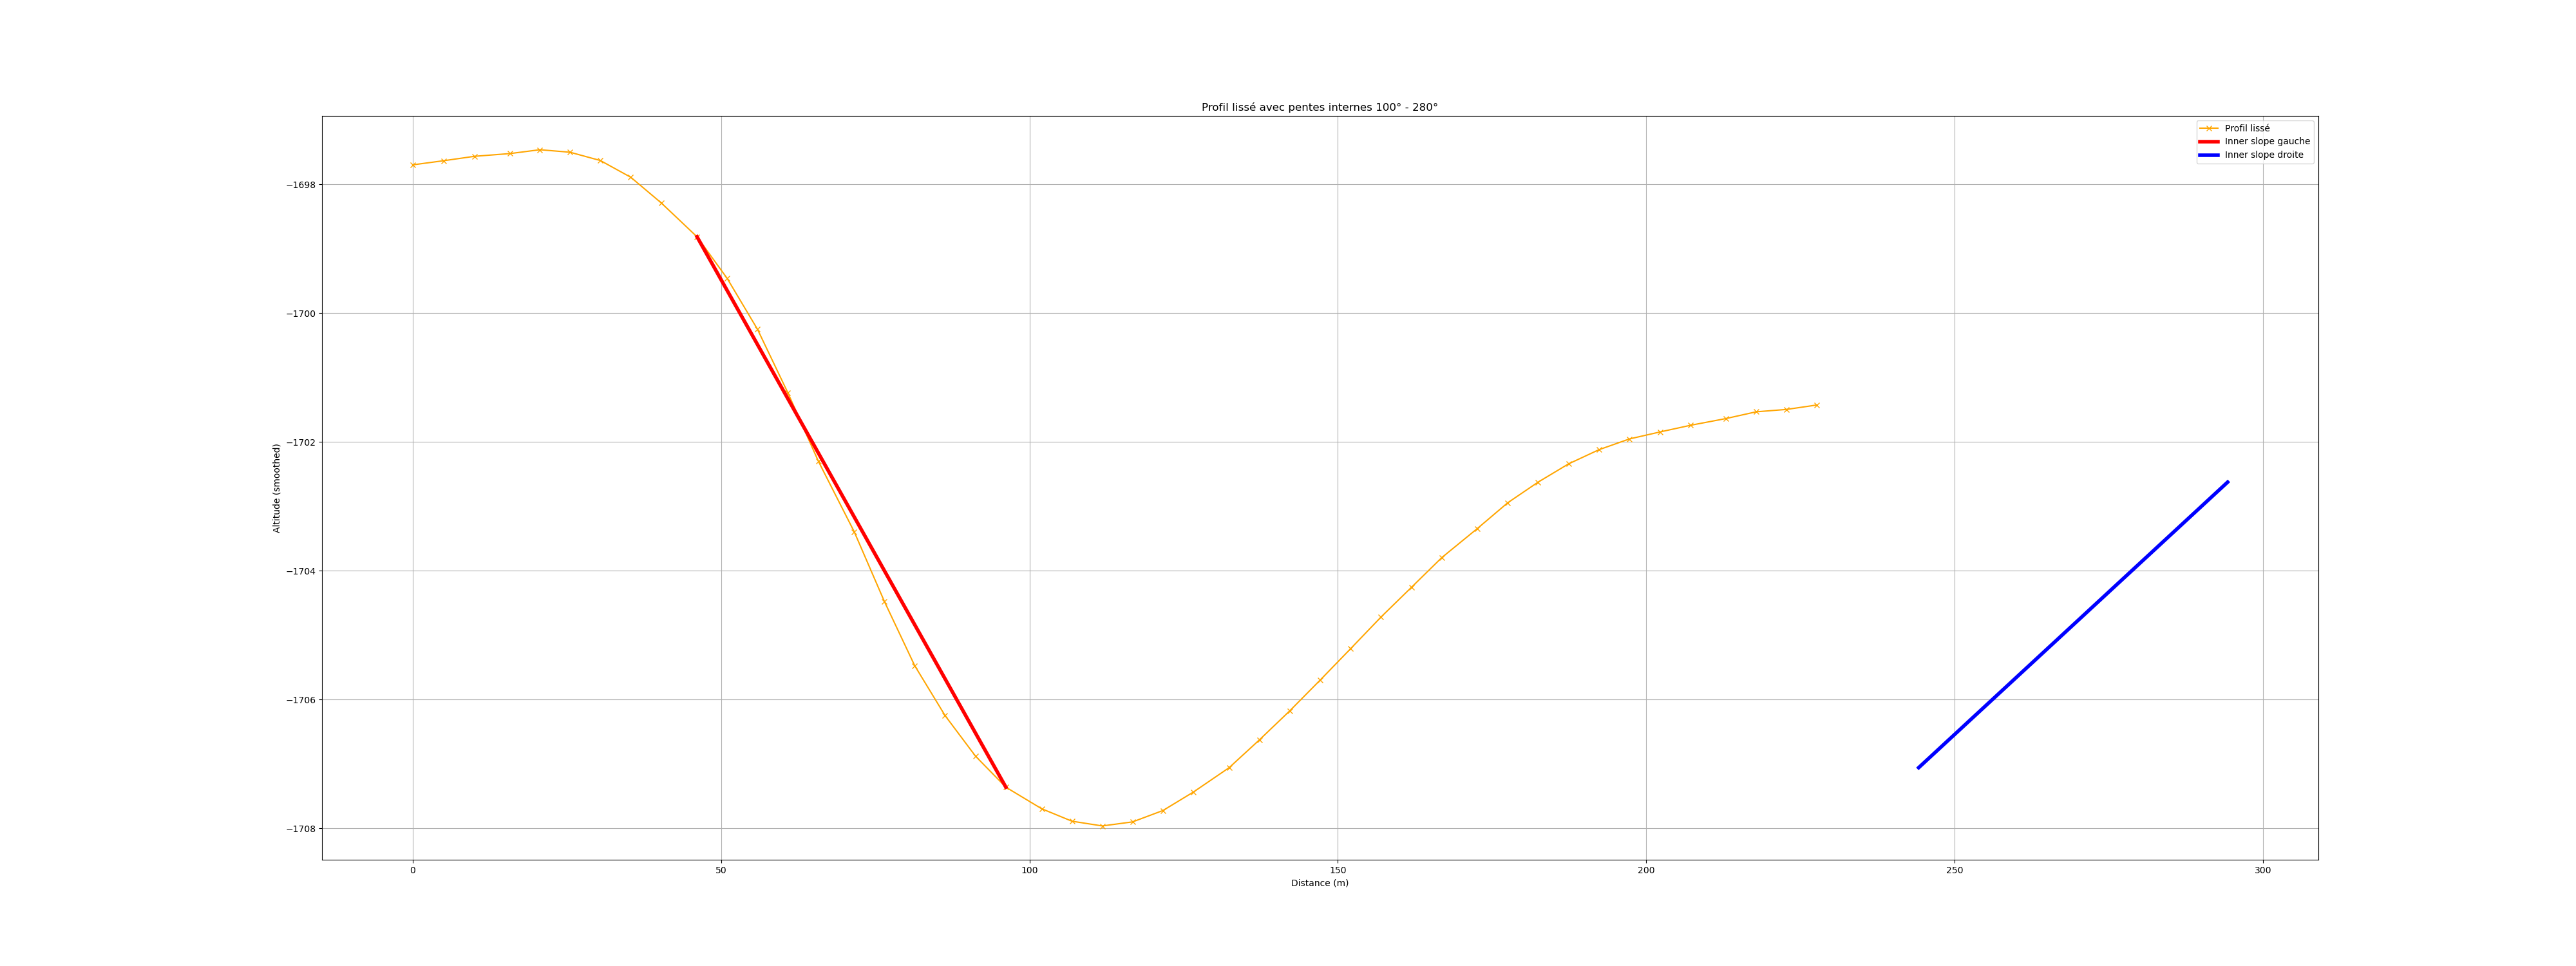 Profil lissé avec pentes internes 100° - 280°
Profil lissé
Inner slope gauche
Inner slope droite
−1698
−1700
−1702
−1704
−1706
−1708
Altitude (smoothed)
0 50 100 150 200 250 300
Distance (m)